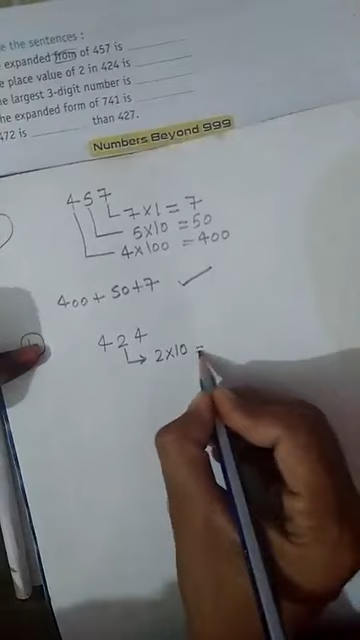 e the sentences :
expanded from of 457 is
place value of 2 in 424 is
he largest 3-digit number is
he expanded form of 741 is
472 is than 427.
Numbers Beyond 999
457
7×1 = 7
5×10 = 50
4×100 = 400
400 + 50 + 7 ✓
424
2×10 =